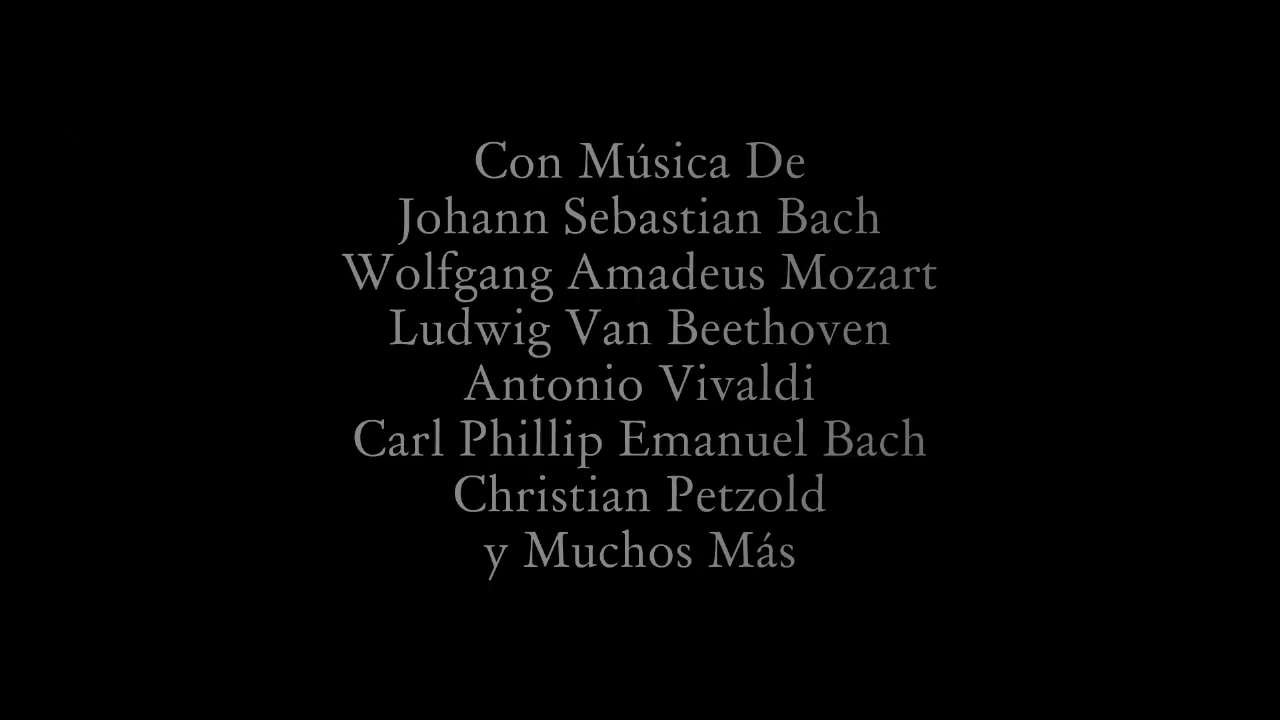 Con Música De
Johann Sebastian Bach
Wolfgang Amadeus Mozart
Ludwig Van Beethoven
Antonio Vivaldi
Carl Phillip Emanuel Bach
Christian Petzold
y Muchos Más